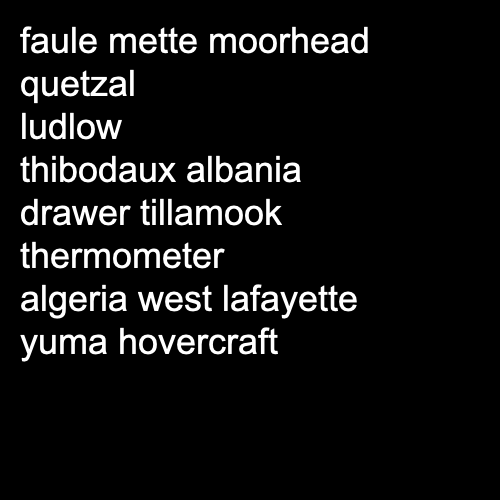 faule mette moorhead
quetzal
ludlow
thibodaux albania
drawer tillamook
thermometer
algeria west lafayette
yuma hovercraft